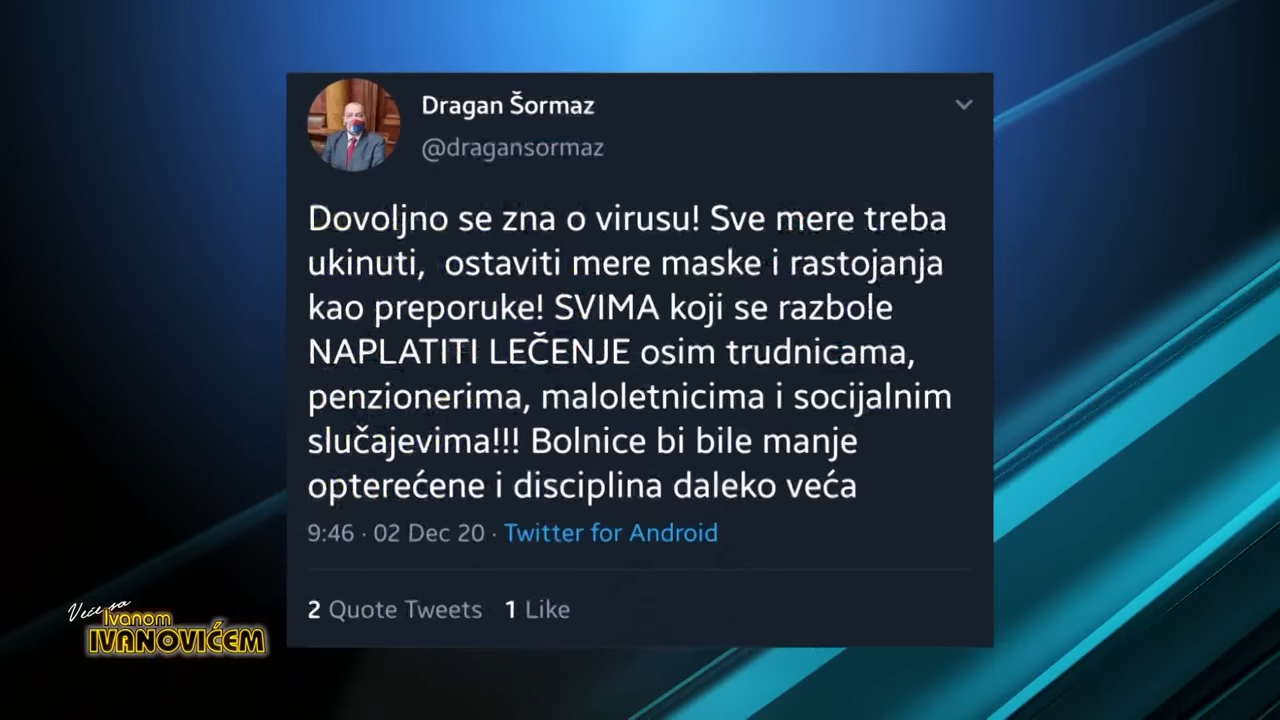 Dragan Šormaz
@dragansormaz
Dovoljno se zna o virusu! Sve mere treba
ukinuti,  ostaviti mere maske i rastojanja
kao preporuke! SVIMA koji se razbole
NAPLATITI LEČENJE osim trudnicama,
penzionerima, maloletnicima i socijalnim
slučajevima!!! Bolnice bi bile manje
opterećene i disciplina daleko veća
9:46 · 02 Dec 20 · Twitter for Android
2 Quote Tweets 1 Like
Veče sa
Ivanom
IVANOVIĆEM